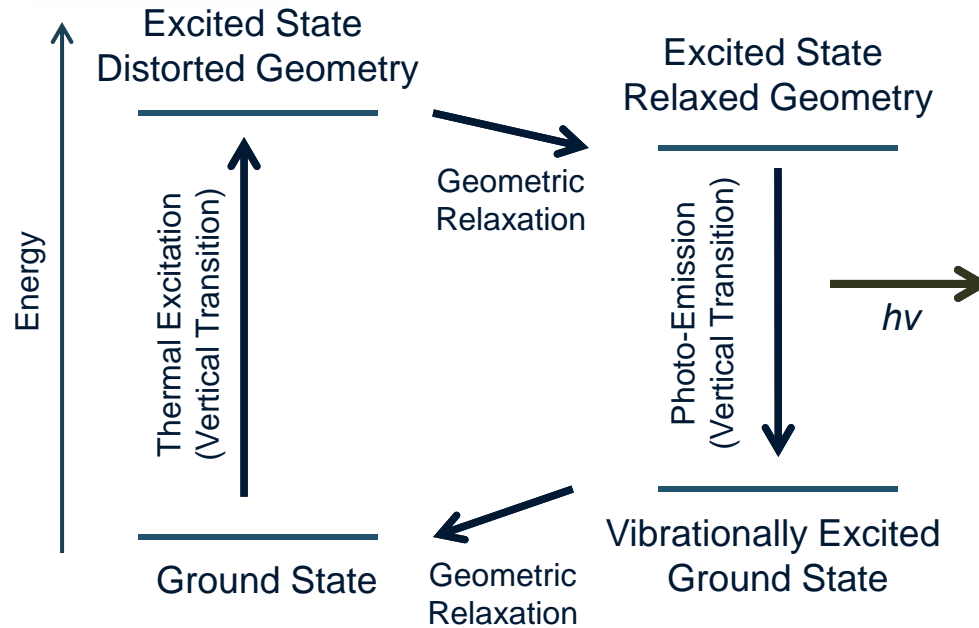 Excited State
Distorted Geometry
Excited State
Relaxed Geometry
Geometric
Relaxation
Energy
Thermal Excitation
(Vertical Transition)
Photo-Emission
(Vertical Transition)
hv
Vibrationally Excited
Ground State
Ground State
Geometric
Relaxation